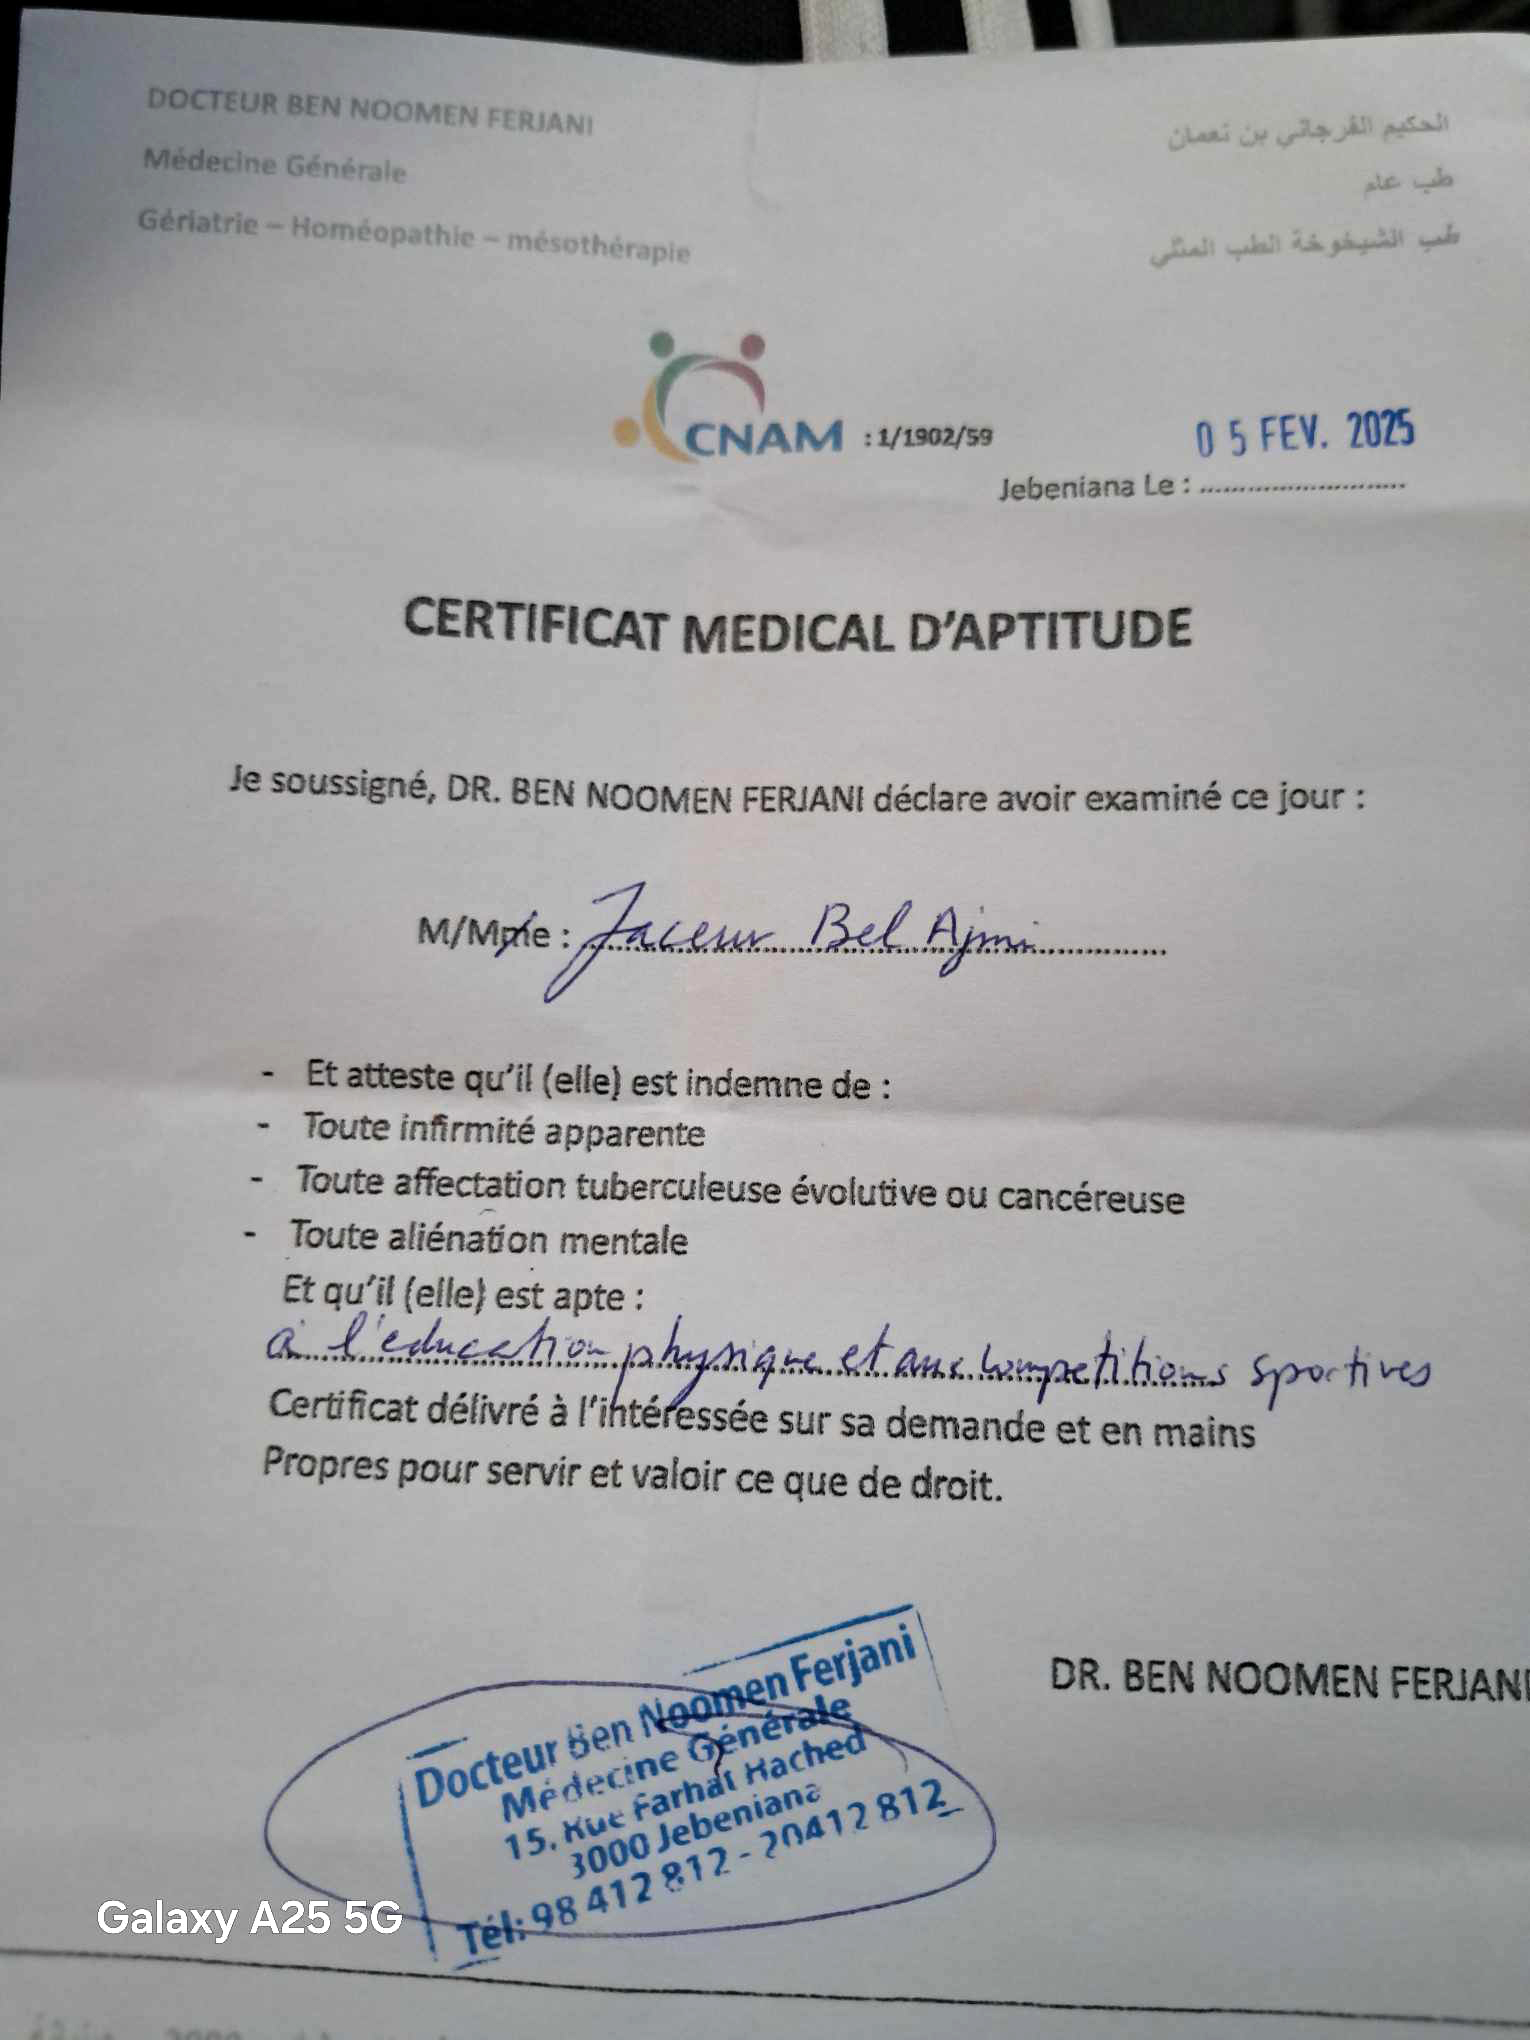 DOCTEUR BEN NOOMEN FERJANI
Médecine Générale
Gériatrie – Homéopathie – mésothérapie
الحكيم الفرجاني بن نعمان
طب عام
طب الشيخوخة الطب المثلي
CNAM : 1/1902/59
05 FEV. 2025
Jebeniana Le : ...........................
CERTIFICAT MEDICAL D'APTITUDE
Je soussigné, DR. BEN NOOMEN FERJANI déclare avoir examiné ce jour :
M/Mme : Jaceur Bel Ajmi
- Et atteste qu'il (elle) est indemne de :
- Toute infirmité apparente
- Toute affectation tuberculeuse évolutive ou cancéreuse
- Toute aliénation mentale
Et qu'il (elle) est apte :
à l'education physique et aux competitions sportives
Certificat délivré à l'intéressée sur sa demande et en mains
Propres pour servir et valoir ce que de droit.
DR. BEN NOOMEN FERJANI
Docteur Ben Noomen Ferjani
Médecine Générale
15. Rue Farhat Hached
3000 Jebeniana
Tél: 98 412 812 - 20412 812
Galaxy A25 5G